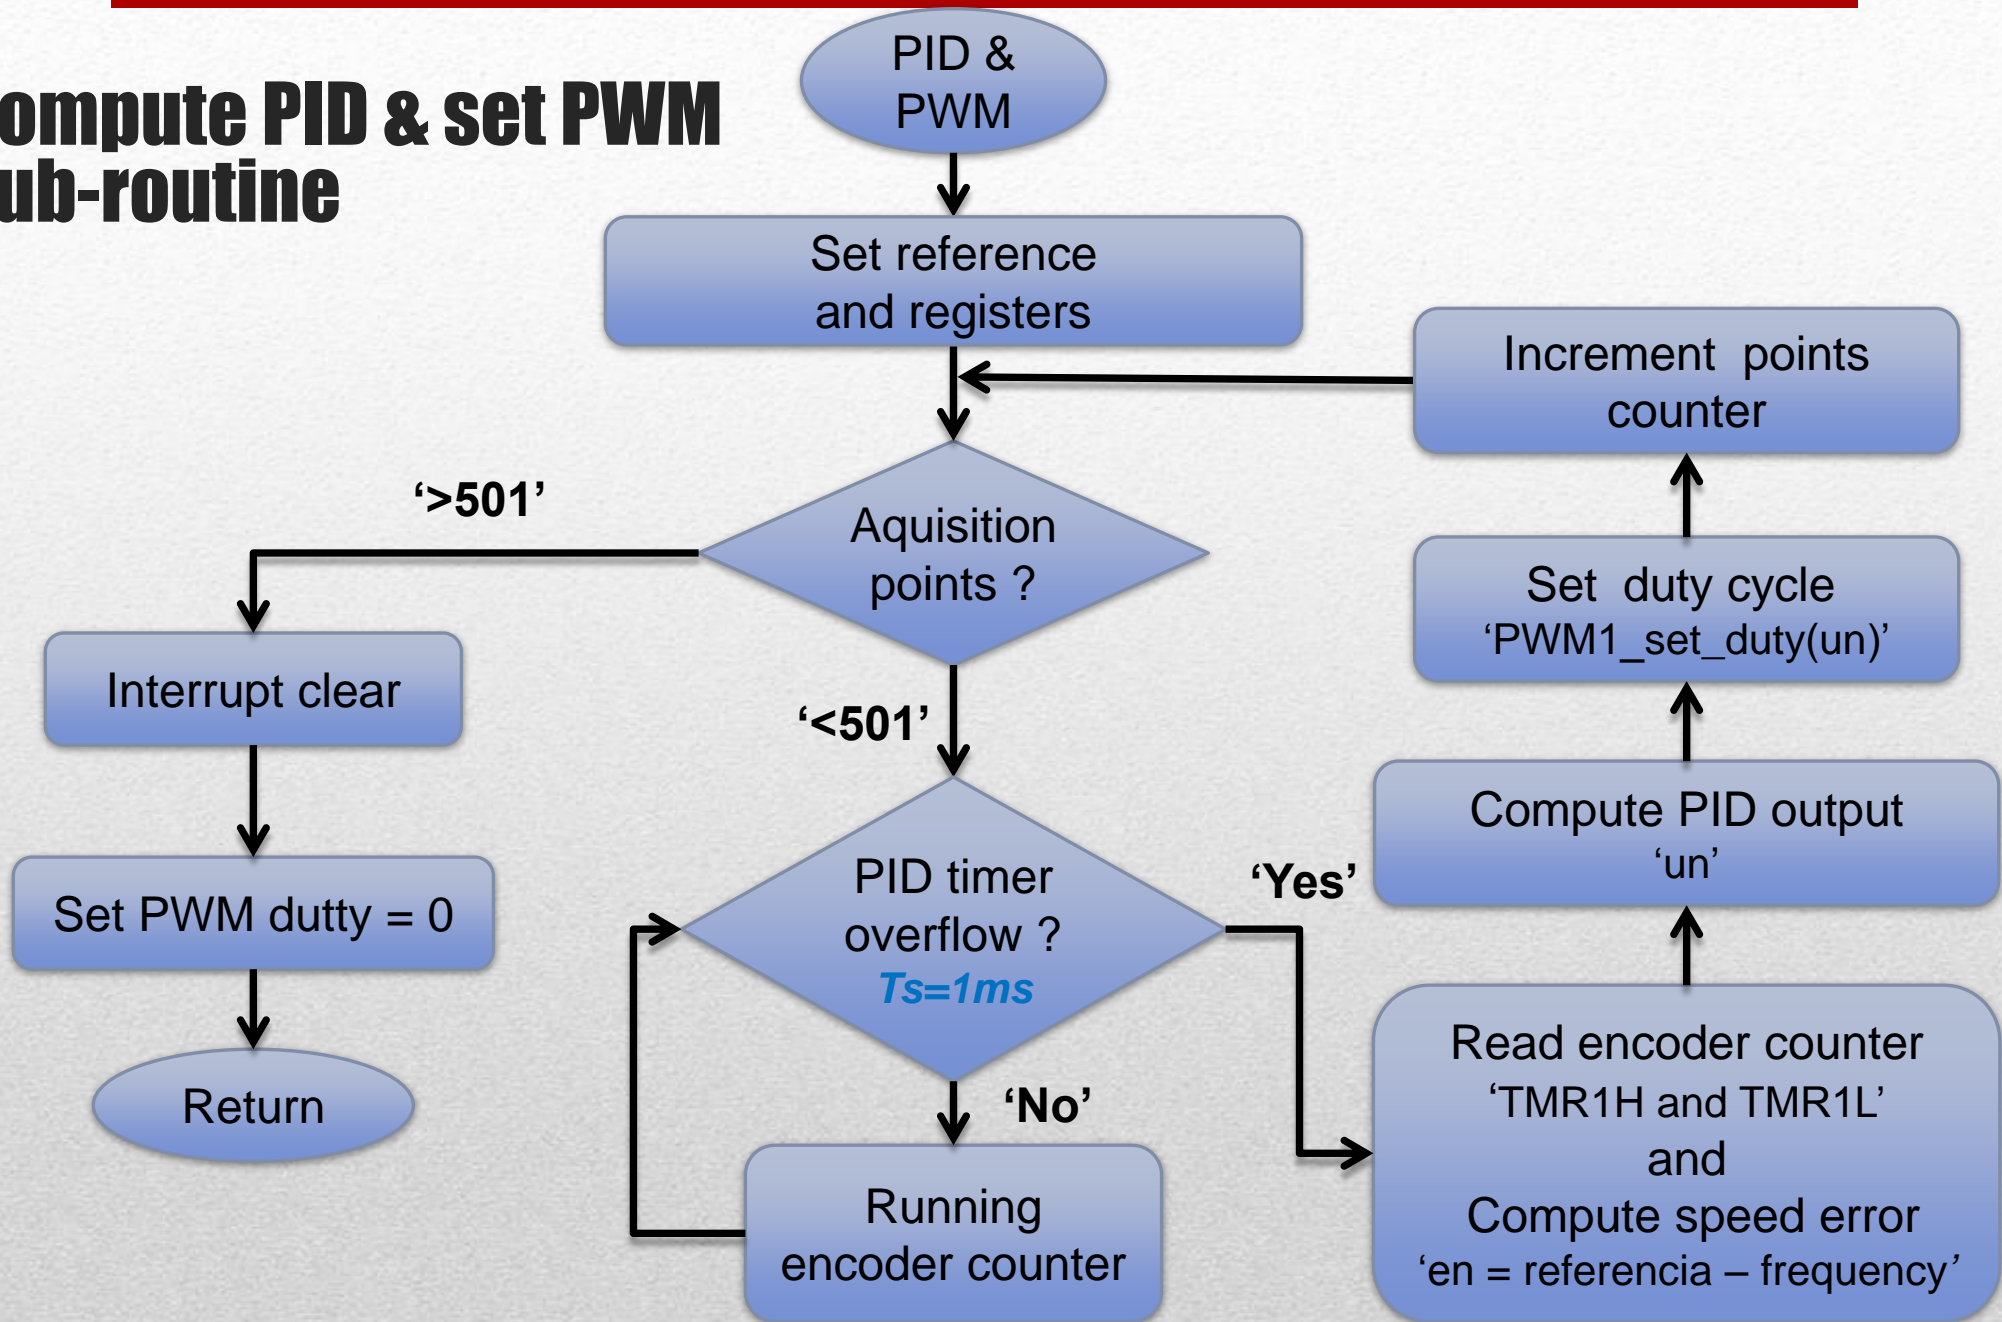 ompute PID & set PWM
ub-routine
PID &
PWM
Set reference
and registers
Increment  points
counter
‘>501’
Aquisition
points ?
Set  duty cycle
‘PWM1_set_duty(un)’
Interrupt clear
‘<501’
Compute PID output
‘un’
PID timer
overflow ?
Ts=1ms
‘Yes’
Set PWM dutty = 0
Read encoder counter
‘TMR1H and TMR1L’
and
Compute speed error
‘en = referencia – frequency’
Return
‘No’
Running
encoder counter